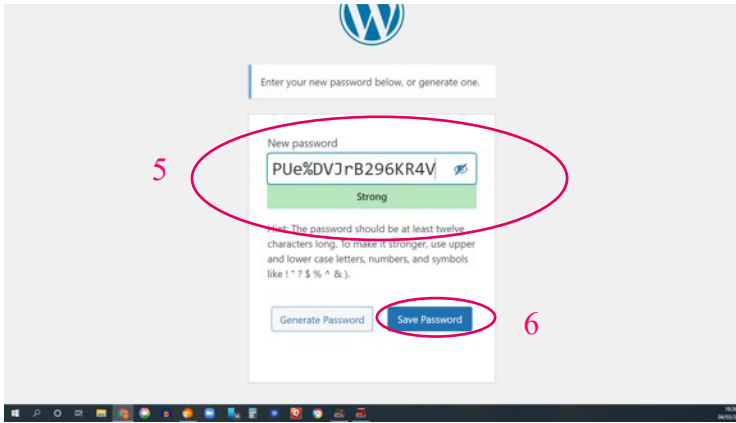 Enter your new password below, or generate one.
New password
5
PUe%DVJrB296KR4V
Strong
Hint: The password should be at least twelve
characters long. To make it stronger, use upper
and lower case letters, numbers, and symbols
like ! " ? $ % ^ & ).
Generate Password
Save Password
6